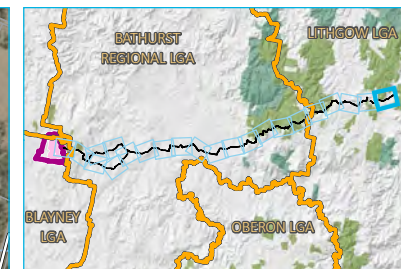 BATHURST
REGIONAL LGA
LITHGOW LGA
BLAYNEY
LGA
OBERON LGA